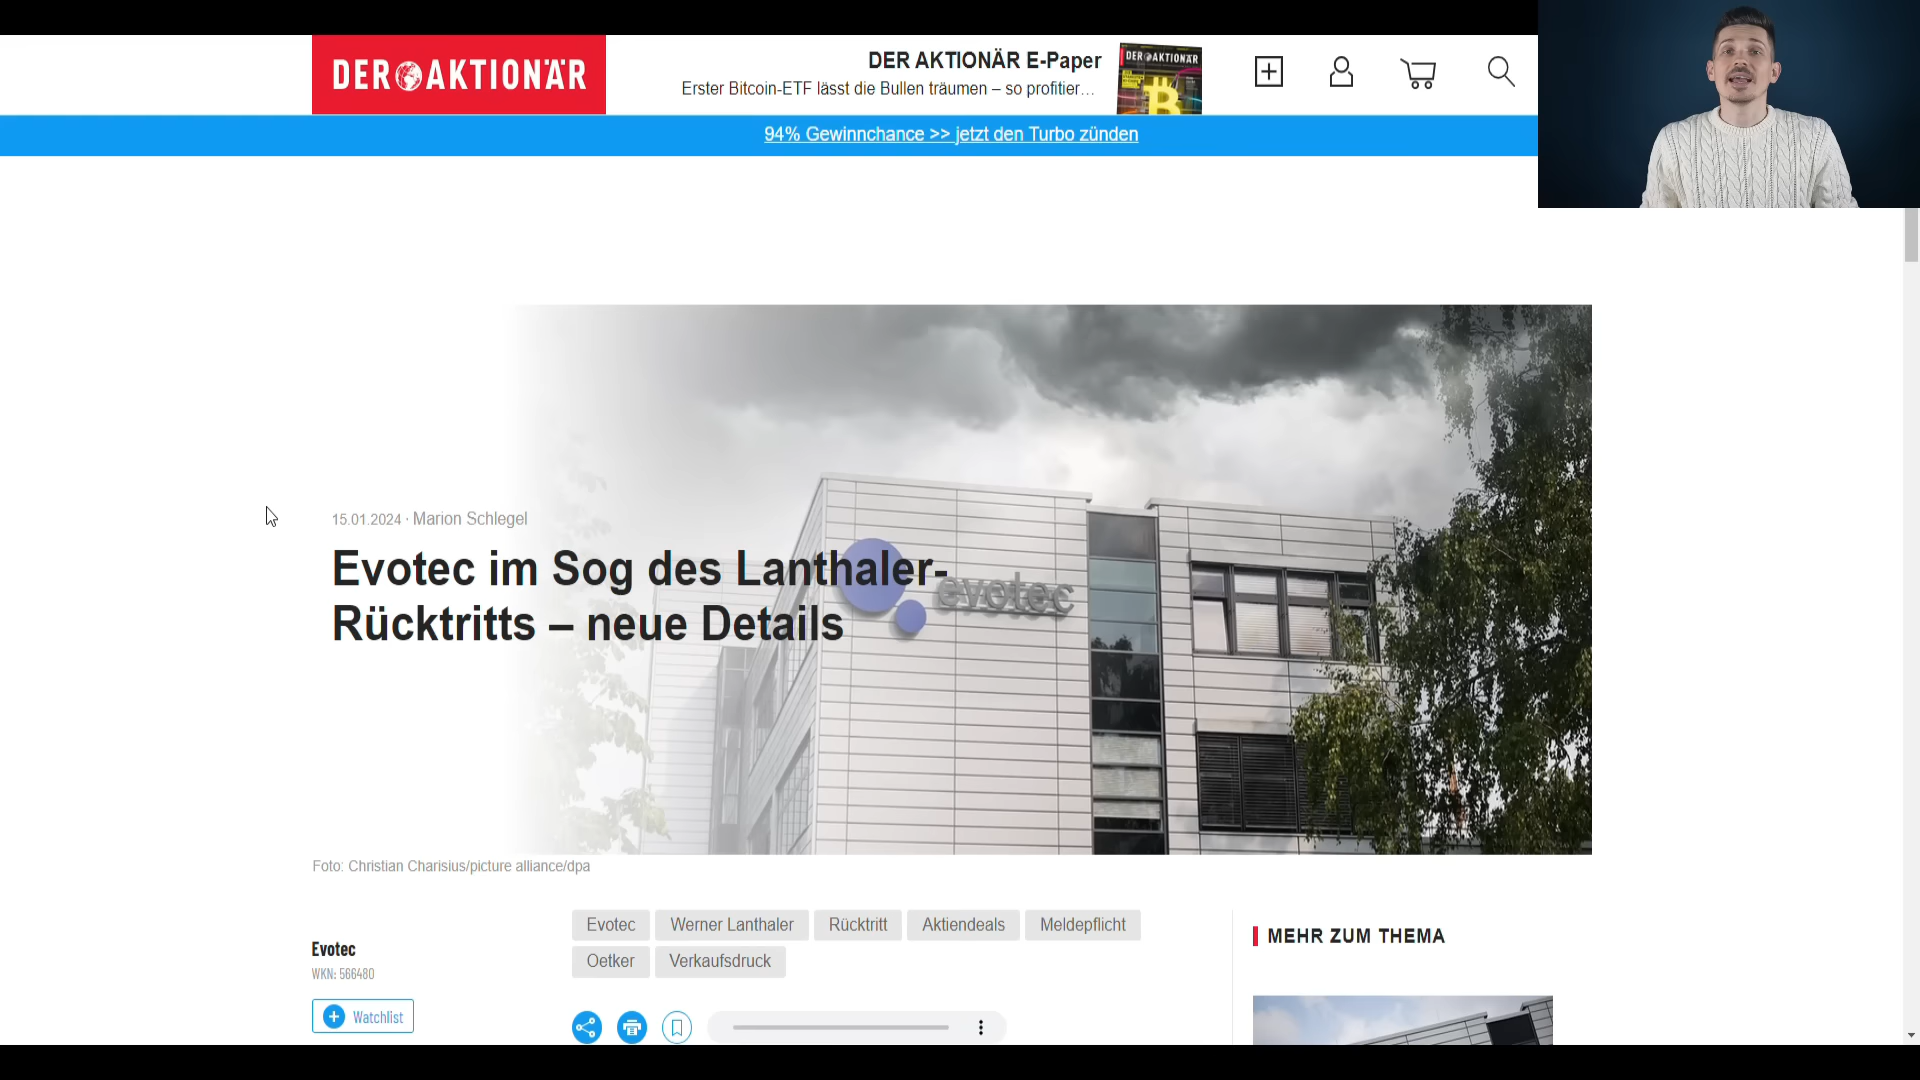 DER AKTIONÄR
DER AKTIONÄR E-Paper
Erster Bitcoin-ETF lässt die Bullen träumen – so profitier…
DER AKTIONÄR
94% Gewinnchance >> jetzt den Turbo zünden
15.01.2024 · Marion Schlegel
Evotec im Sog des Lanthaler-
Rücktritts – neue Details
evotec
Foto: Christian Charisius/picture alliance/dpa
Evotec
WKN: 566480
Watchlist
Evotec Werner Lanthaler Rücktritt Aktiendeals Meldepflicht
Oetker Verkaufsdruck
MEHR ZUM THEMA